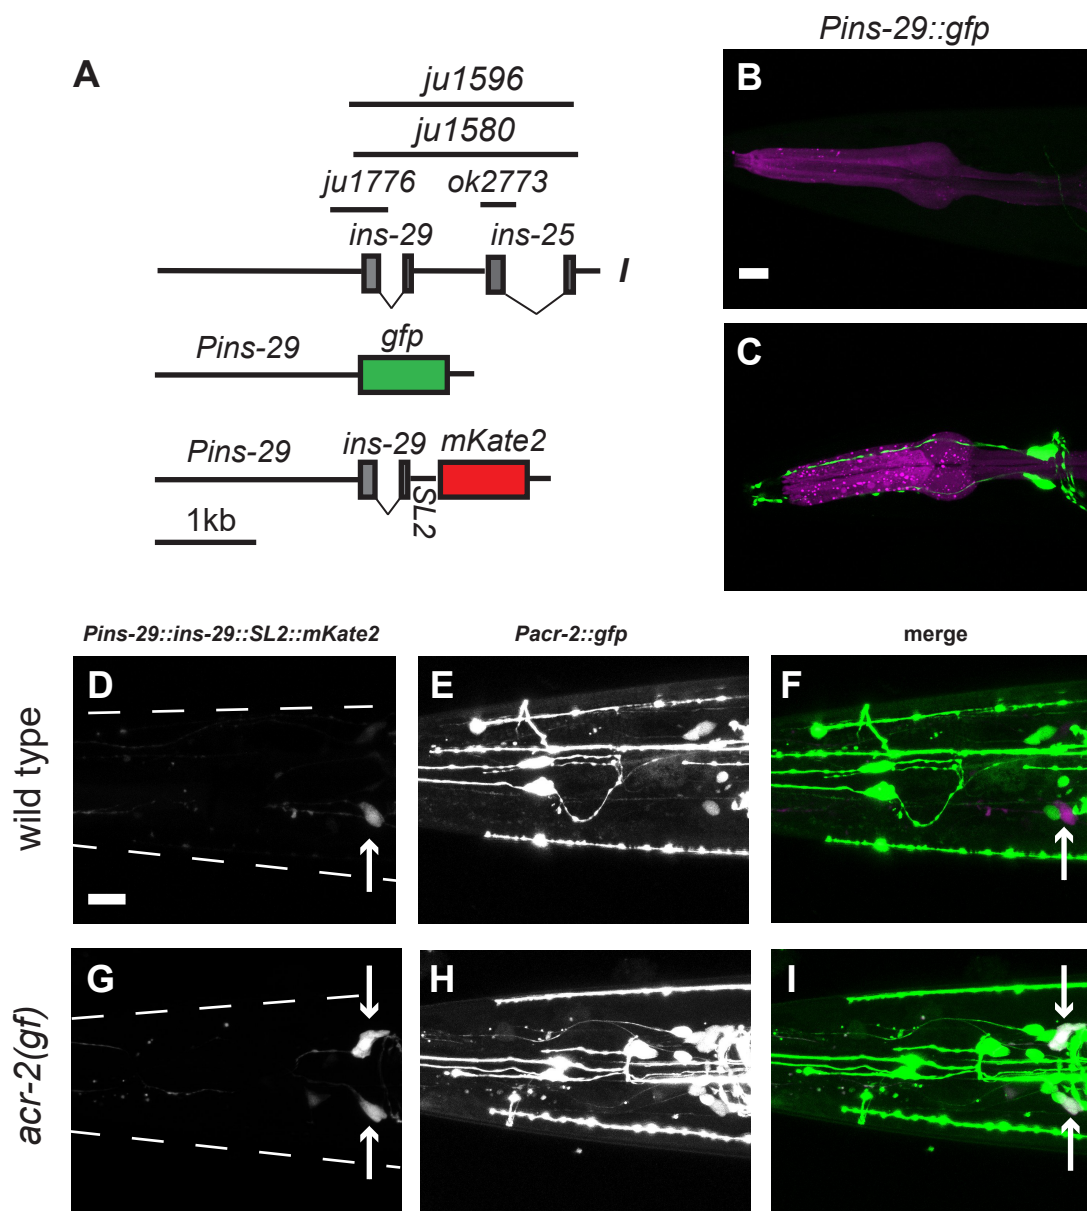 Pins-29::gfp
A
B
ju1596
ju1580
ju1776
ok2773
ins-29
ins-25
I
gfp
Pins-29
C
Pins-29
ins-29
mKate2
SL2
1kb
Pins-29::ins-29::SL2::mKate2
Pacr-2::gfp
merge
wild type
D
E
F
acr-2(gf)
G
H
I